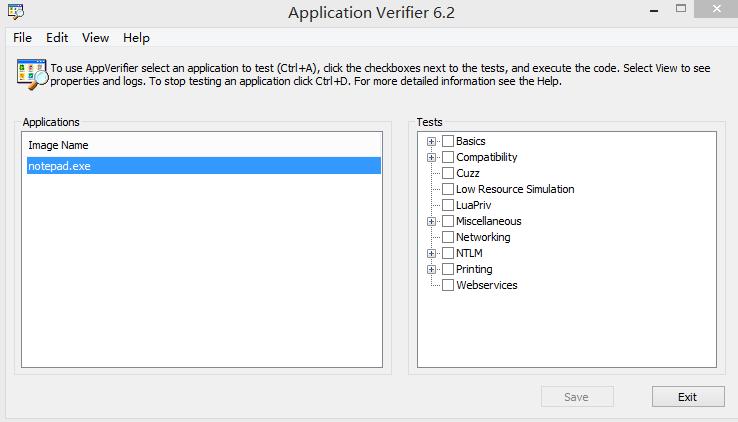 Application Verifier 6.2
File Edit View Help
To use AppVerifier select an application to test (Ctrl+A), click the checkboxes next to the tests, and execute the code. Select View to see
properties and logs. To stop testing an application click Ctrl+D. For more detailed information see the Help.
Applications
Image Name
notepad.exe
Tests
Basics
Compatibility
Cuzz
Low Resource Simulation
LuaPriv
Miscellaneous
Networking
NTLM
Printing
Webservices
Save Exit